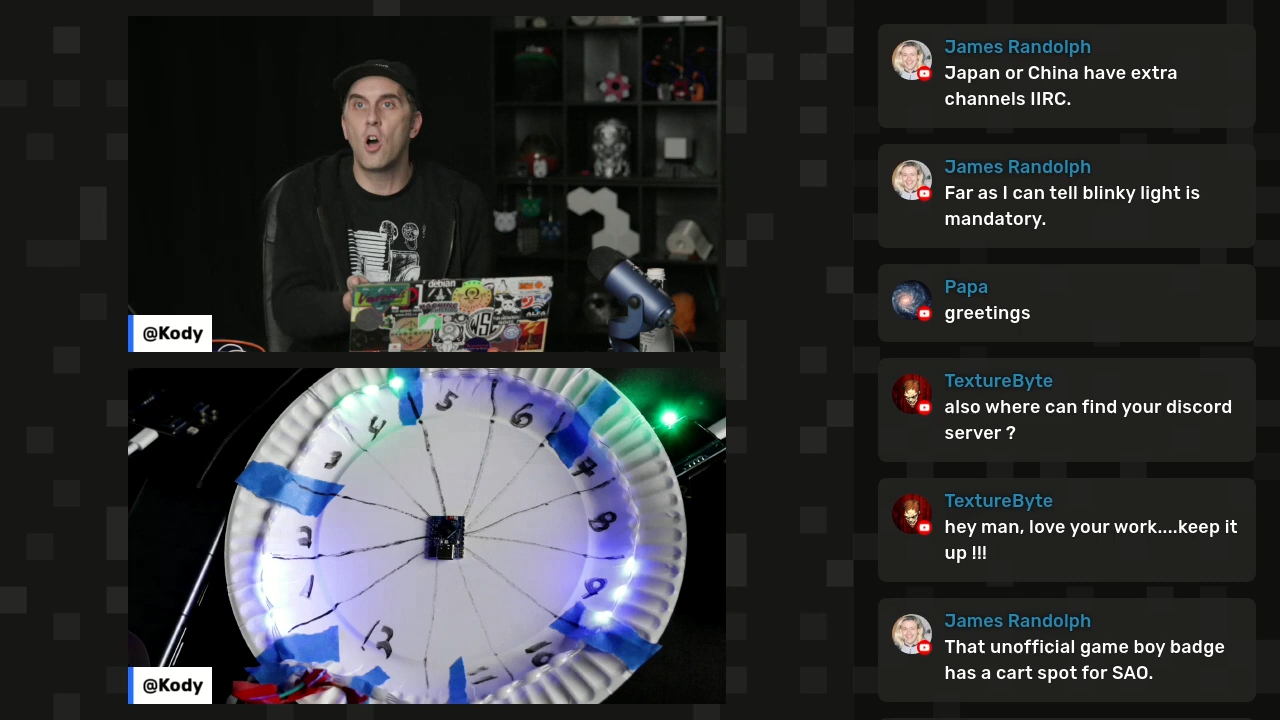 debian
@Kody
4
5
6
3
7
2
8
1
9
12
11
10
@Kody
James Randolph
Japan or China have extra
channels IIRC.
James Randolph
Far as I can tell blinky light is
mandatory.
Papa
greetings
TextureByte
also where can find your discord
server ?
TextureByte
hey man, love your work....keep it
up !!!
James Randolph
That unofficial game boy badge
has a cart spot for SAO.